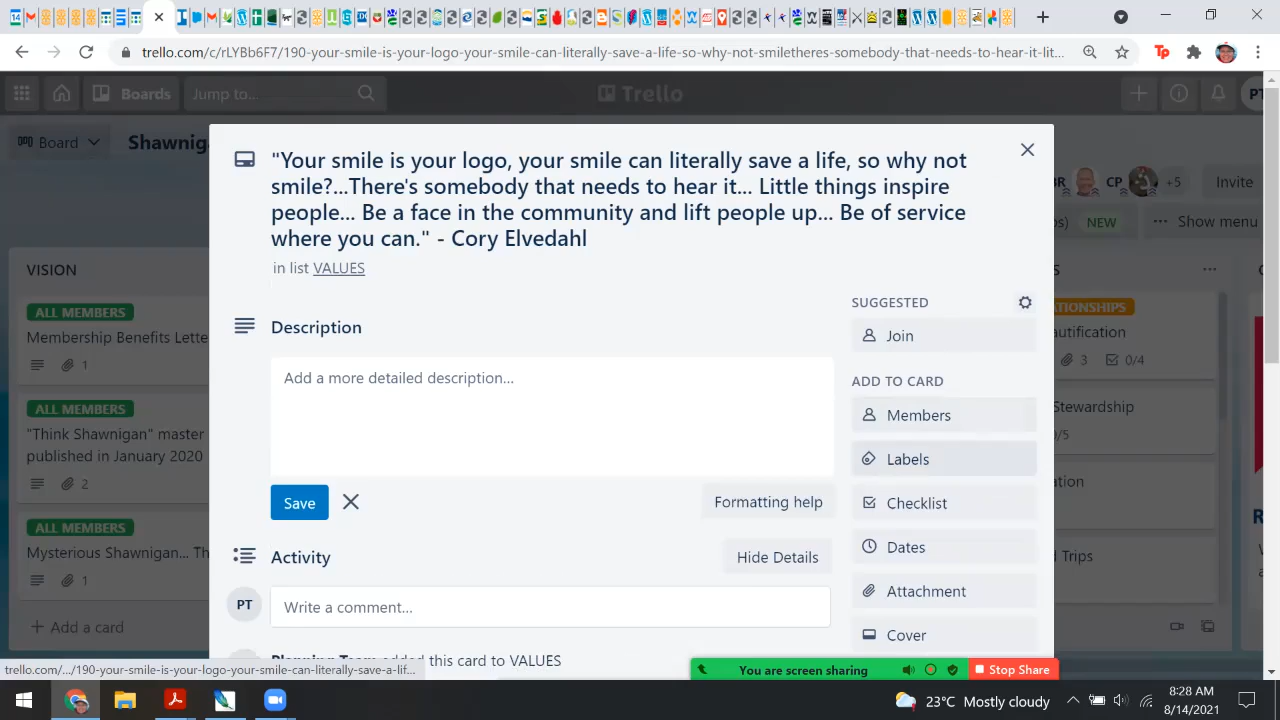 trello.com/c/rLYBb6F7/190-your-smile-is-your-logo-your-smile-can-literally-save-a-life-so-why-not-smiletheres-somebody-that-needs-to-hear-it-lit...
Boards
Jump to...
Trello
Board
CP
+5
Invite
NEW
Show menu
"Your smile is your logo, your smile can literally save a life, so why not
smile?...There's somebody that needs to hear it... Little things inspire
people... Be a face in the community and lift people up... Be of service
where you can." - Cory Elvedahl
in list VALUES
VISION
ALL MEMBERS
Membership Benefits
1
ALL MEMBERS
"Think Shawnigan" master
published in January 2020
2
ALL MEMBERS
Mysterious Shawnigan...
1
Add a card
Description
Add a more detailed description...
Save
Formatting help
Activity
Hide Details
PT
Write a comment...
added this card to VALUES
SUGGESTED
Join
ADD TO CARD
Members
Labels
Checklist
Dates
Attachment
Cover
3
0/4
Stewardship
Trips
trello.com/.../190-your-smile-is-your-logo-your-smile-can-literally-save-a-lif...
You are screen sharing
Stop Share
23°C Mostly cloudy
8:28 AM
8/14/2021